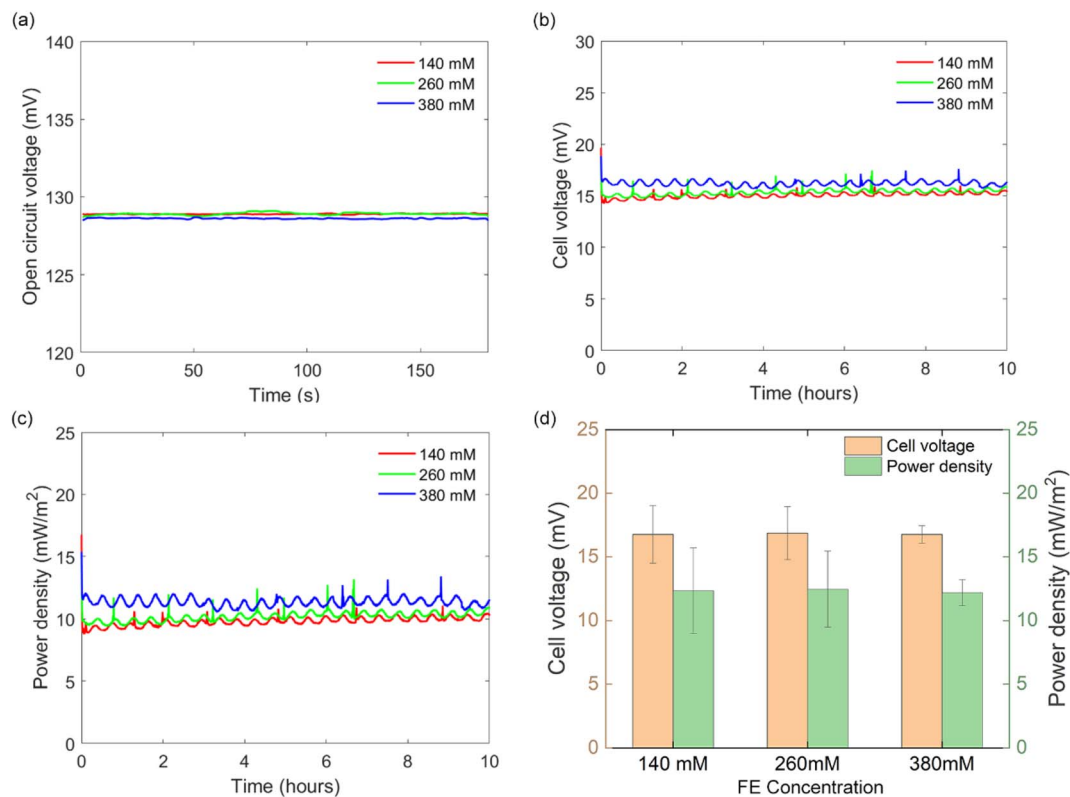 (a)
140
135
130
125
120
Open circuit voltage (mV)
0
50
100
150
Time (s)
140 mM
260 mM
380 mM
(b)
30
25
20
15
10
5
0
Cell voltage (mV)
0
2
4
6
8
10
Time (hours)
140 mM
260 mM
380 mM
(c)
25
20
15
10
5
0
Power density (mW/m²)
0
2
4
6
8
10
Time (hours)
140 mM
260 mM
380 mM
(d)
25
20
15
10
5
0
Cell voltage (mV)
Cell voltage
Power density
25
20
15
10
5
0
Power density (mW/m²)
140 mM
260mM
380mM
FE Concentration